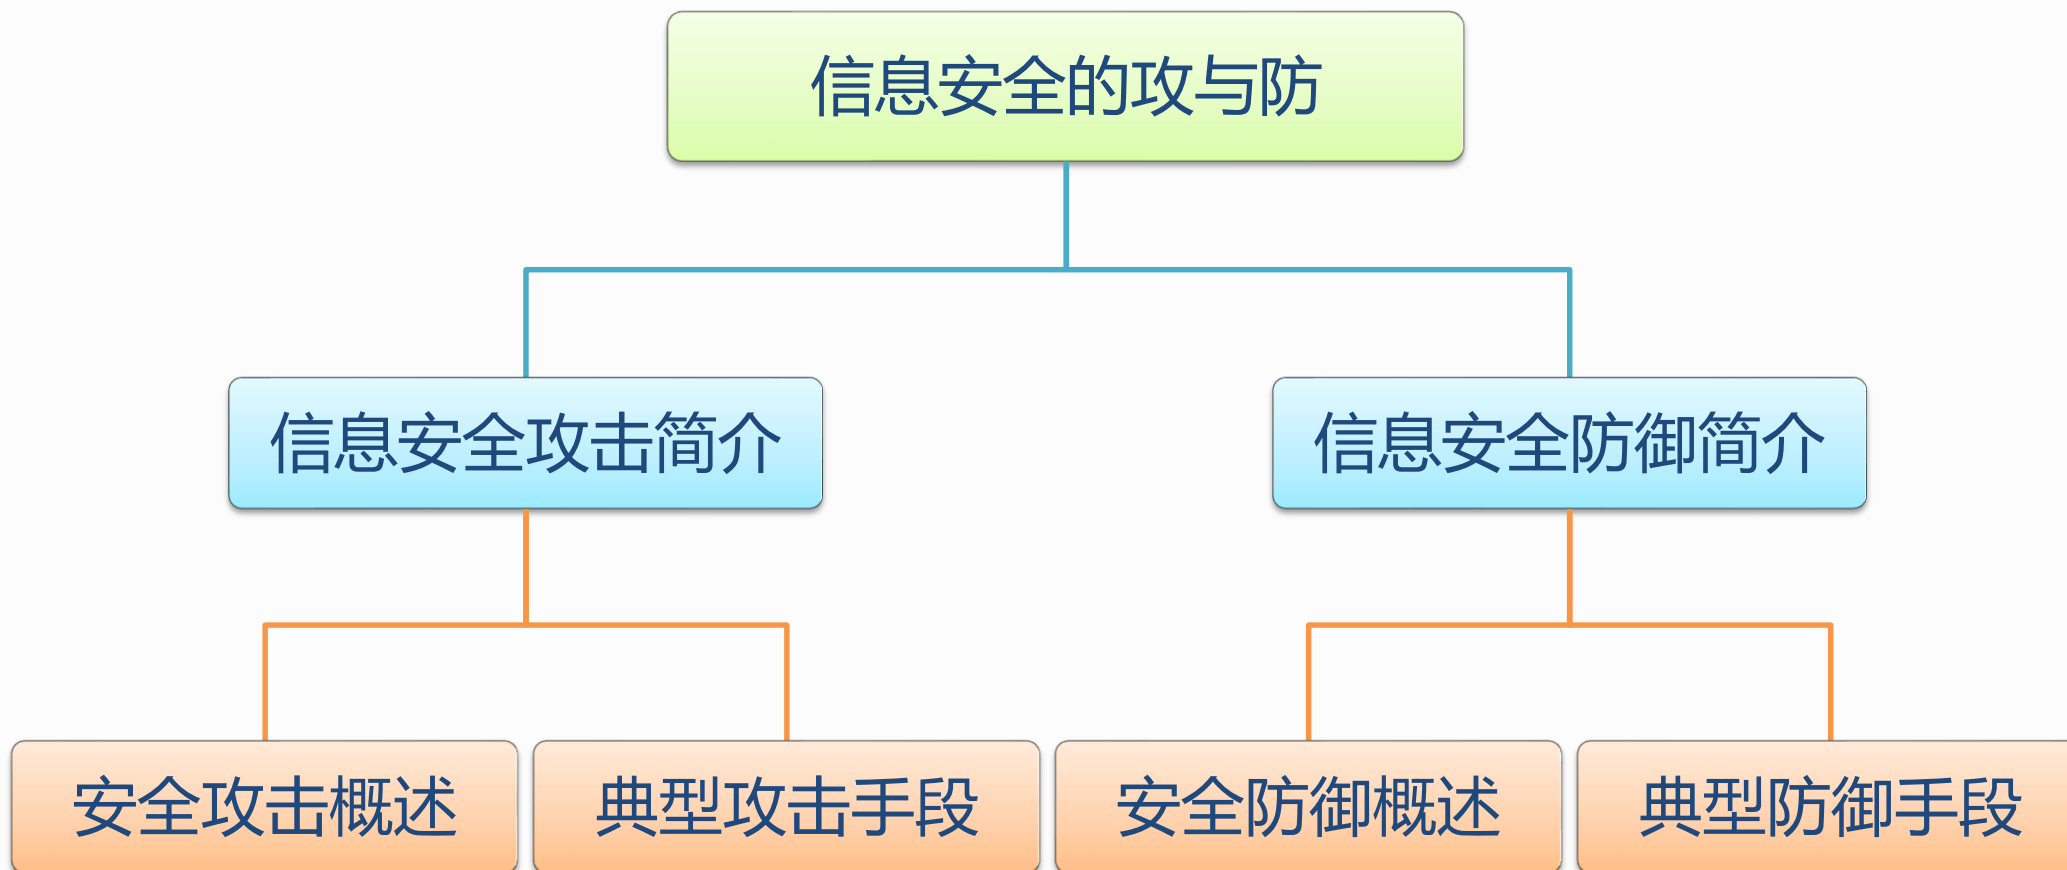 信息安全的攻与防
信息安全攻击简介
信息安全防御简介
安全攻击概述
典型攻击手段
安全防御概述
典型防御手段